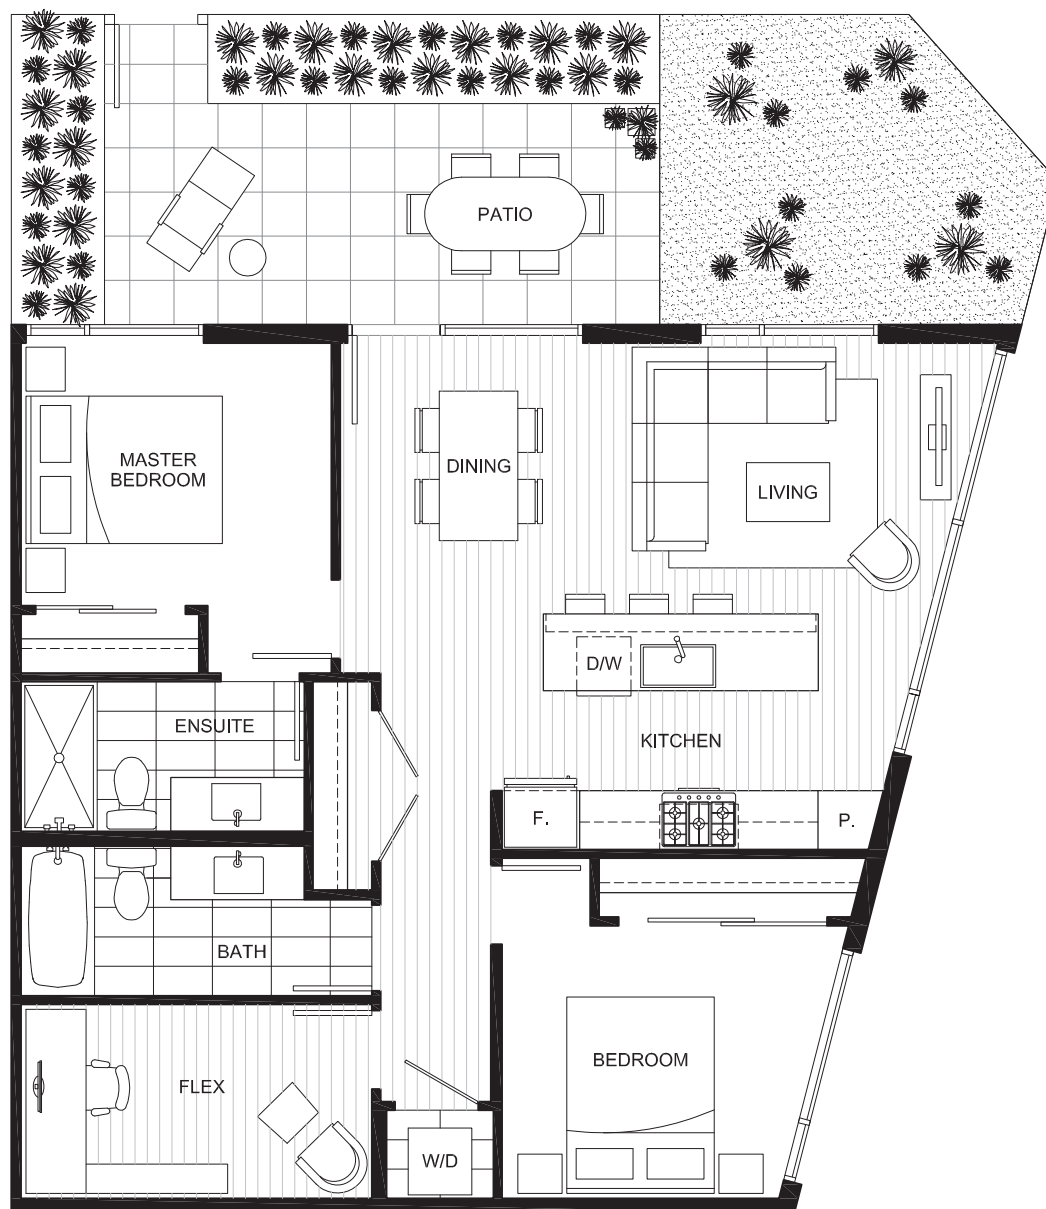 PATIO
MASTER
BEDROOM
DINING
LIVING
D/W
ENSUITE
KITCHEN
F.
P.
BATH
BEDROOM
FLEX
W/D